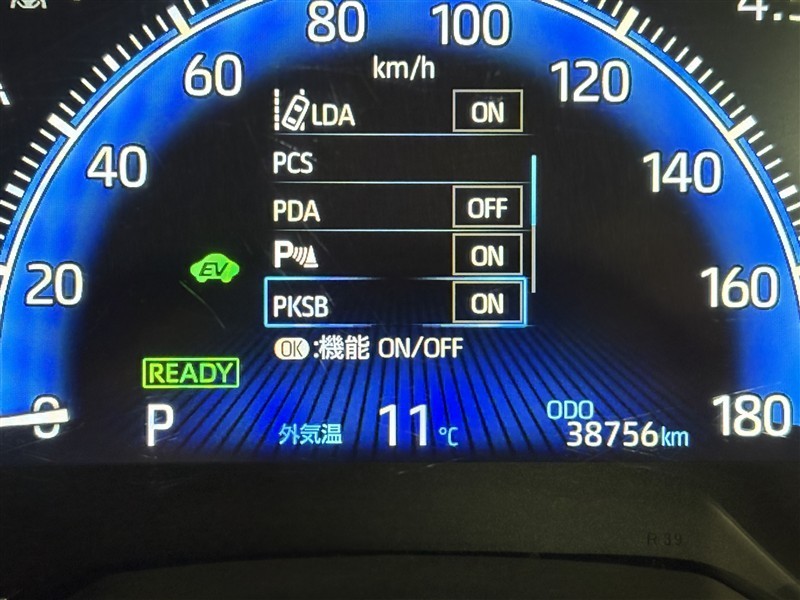 80 100
60 km/h 120
LDA ON
40 PCS 140
PDA OFF
EV P ON
20 160
PKSB ON
OK:機能 ON/OFF
READY
0 P 外気温 11℃ ODO 38756km 180